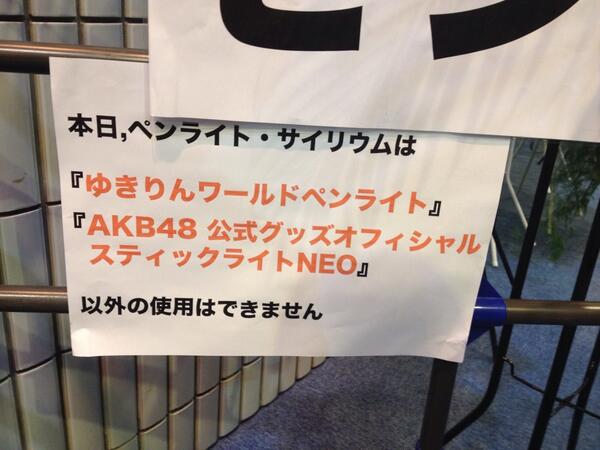 本日,ペンライト・サイリウムは
『ゆきりんワールドペンライト』
『AKB48 公式グッズオフィシャル
スティックライトNEO』
以外の使用はできません